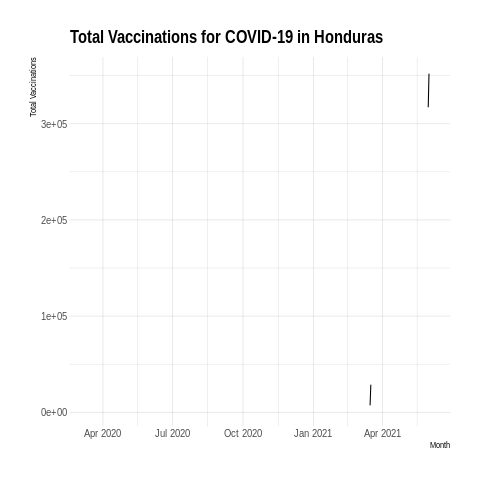 Total Vaccinations for COVID-19 in Honduras
Total Vaccinations
3e+05
2e+05
1e+05
0e+00
Apr 2020 Jul 2020 Oct 2020 Jan 2021 Apr 2021
Month